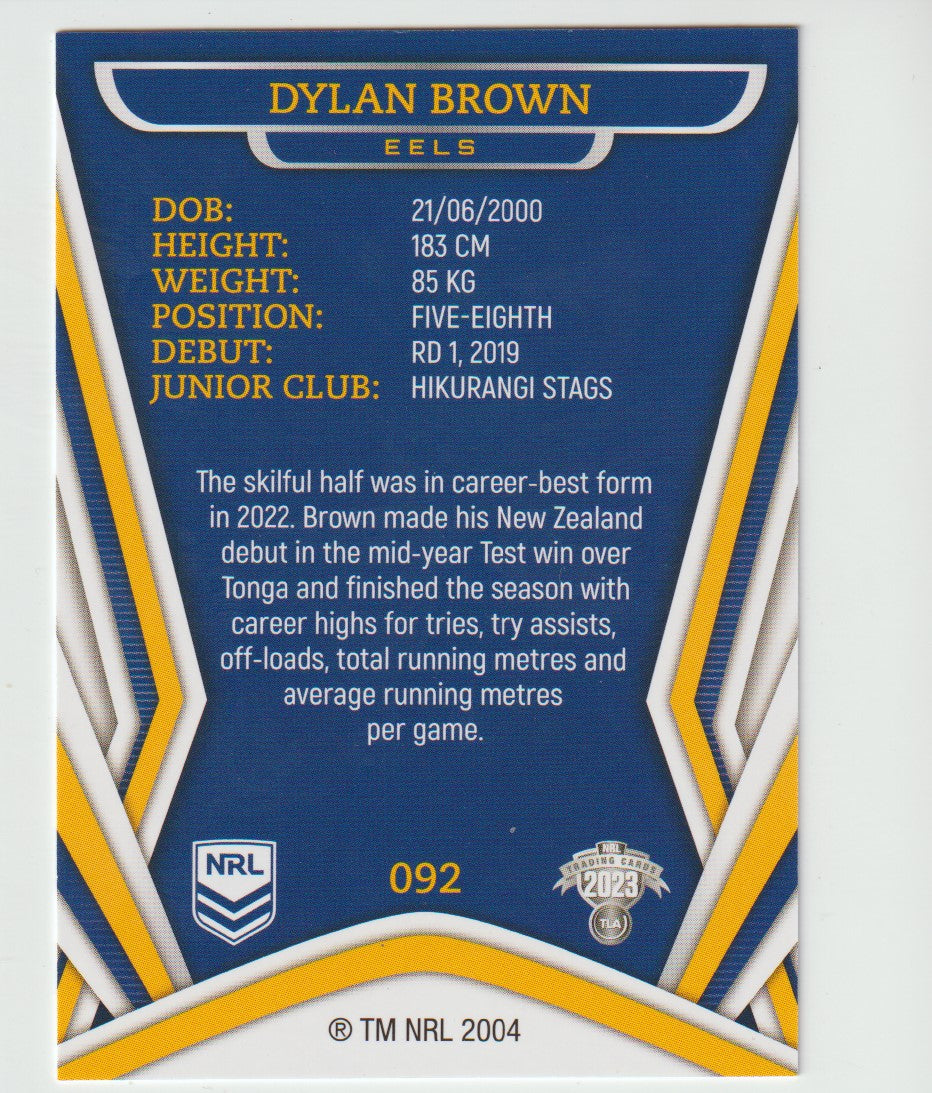 DYLAN BROWN
EELS
DOB: 21/06/2000
HEIGHT: 183 CM
WEIGHT: 85 KG
POSITION: FIVE-EIGHTH
DEBUT: RD 1, 2019
JUNIOR CLUB: HIKURANGI STAGS
The skilful half was in career-best form
in 2022. Brown made his New Zealand
debut in the mid-year Test win over
Tonga and finished the season with
career highs for tries, try assists,
off-loads, total running metres and
average running metres
per game.
NRL
092
NRL
TRADING CARDS
2023
TLA
® TM NRL 2004